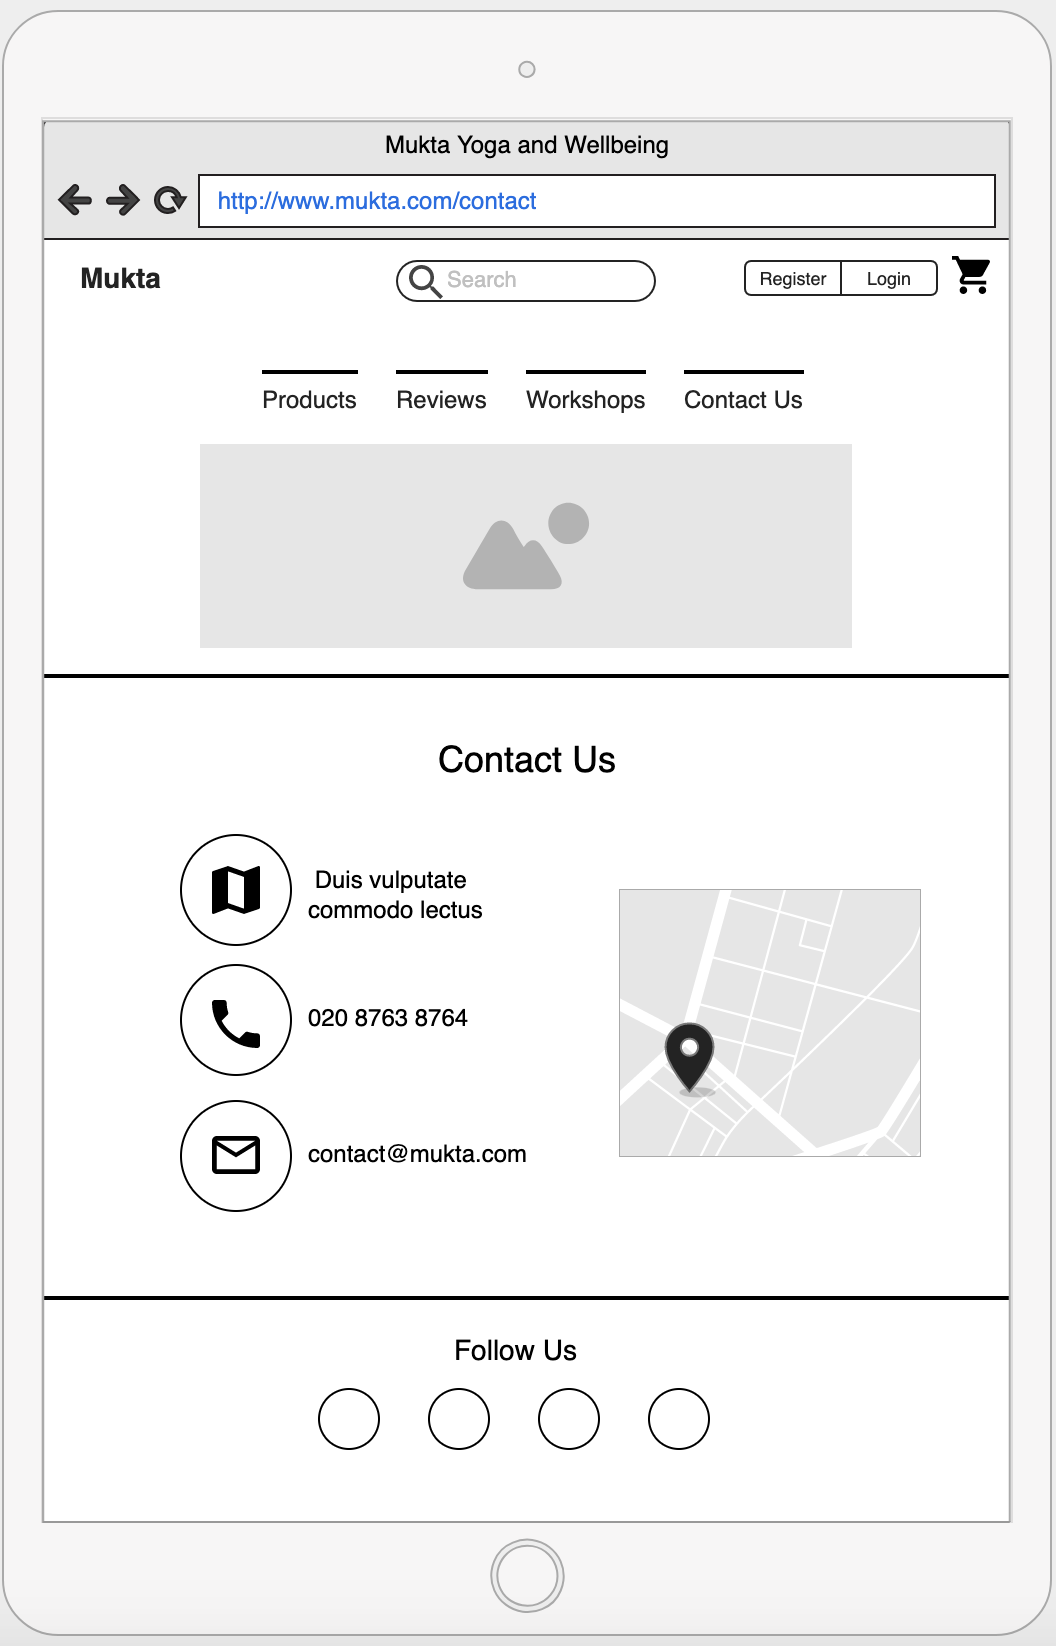 Mukta Yoga and Wellbeing
http://www.mukta.com/contact
Mukta
Search
Register
Login
Products
Reviews
Workshops
Contact Us
Contact Us
Duis vulputate
commodo lectus
020 8763 8764
contact@mukta.com
Follow Us